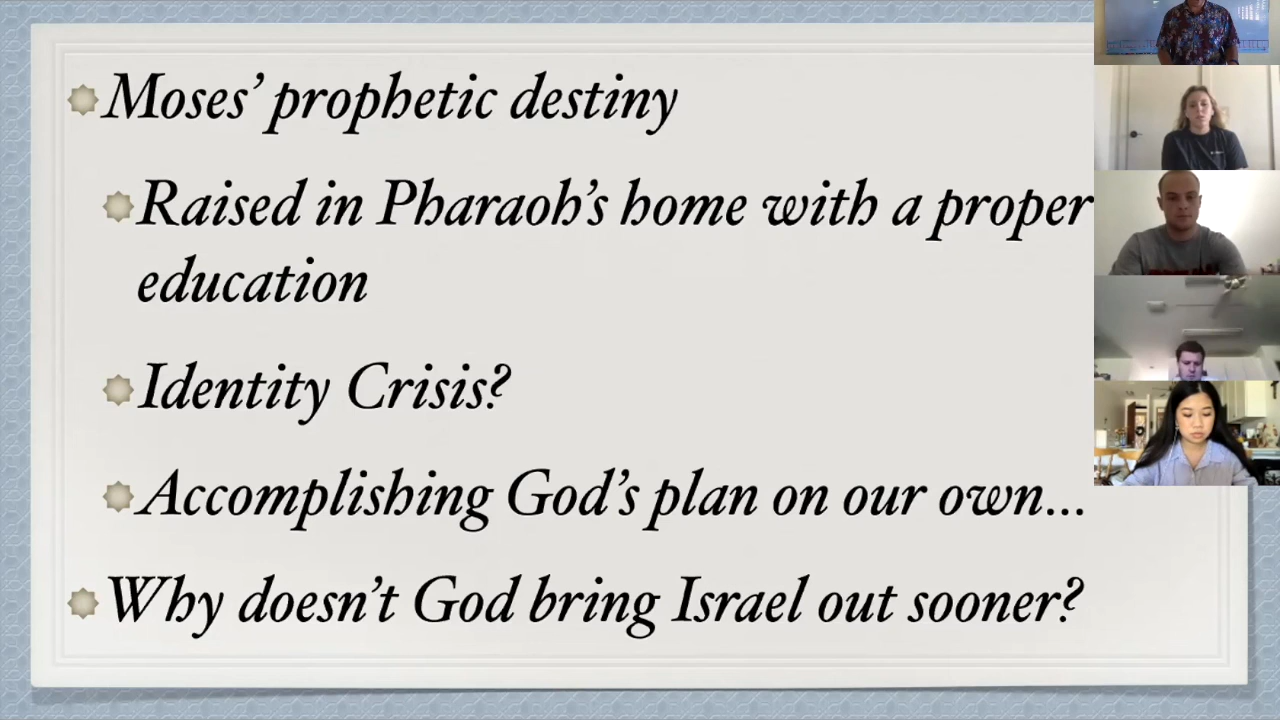 Moses’ prophetic destiny
Raised in Pharaoh’s home with a proper
education
Identity Crisis?
Accomplishing God’s plan on our own...
Why doesn’t God bring Israel out sooner?